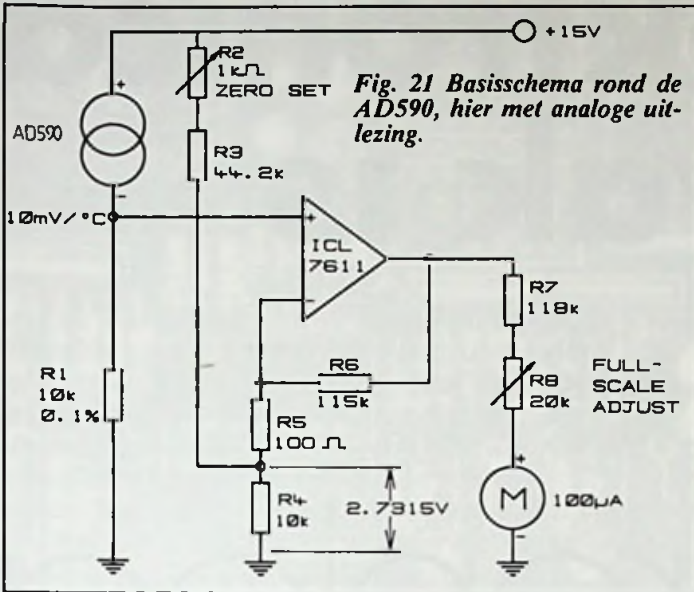 +15V
R2
1kΩ
ZERO SET
Fig. 21 Basisschema rond de
AD590, hier met analoge uit-
lezing.
AD590
+
R3
44.2k
-
10mV/°C
+
ICL
7611
-
R7
118k
R1
10k
0.1%
R6
115k
R8
20k
FULL-
SCALE
ADJUST
R5
100 Ω
R4
10k
2.7315V
+
M
100µA
-